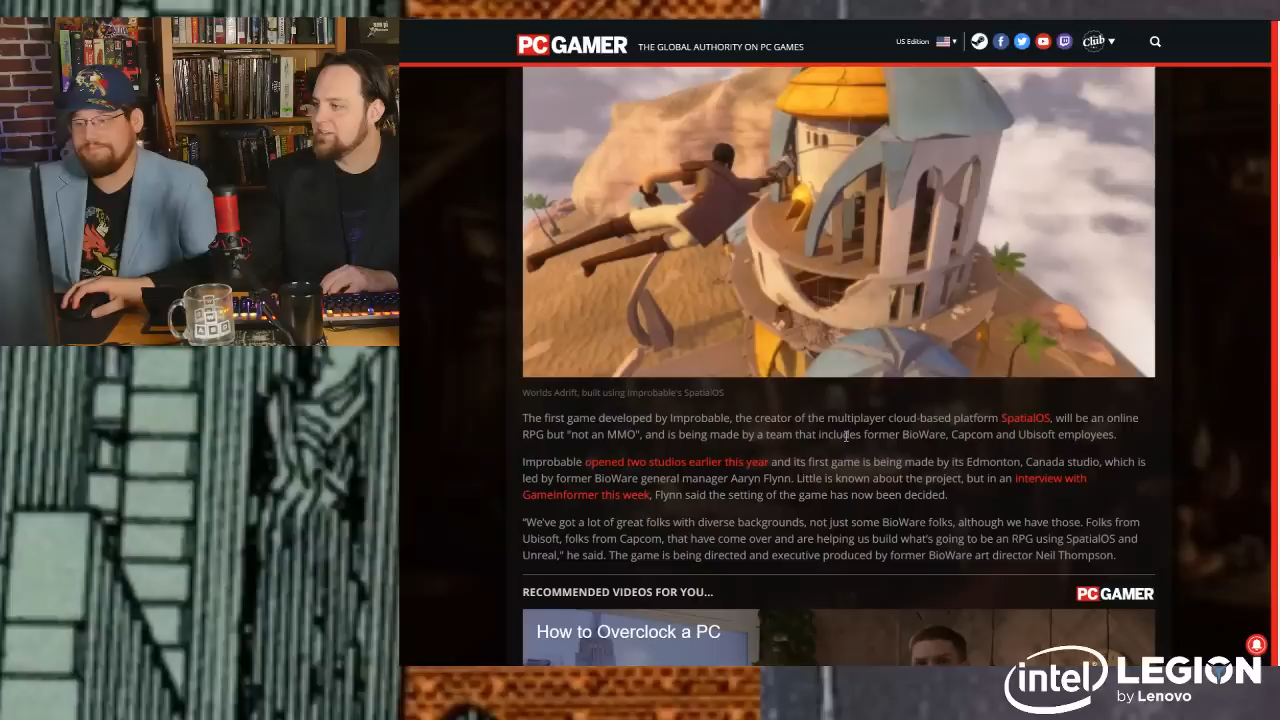 PC GAMER
THE GLOBAL AUTHORITY ON PC GAMES
US Edition
club
Worlds Adrift, built using Improbable's SpatialOS
The first game developed by Improbable, the creator of the multiplayer cloud-based platform SpatialOS, will be an online
RPG but "not an MMO", and is being made by a team that includes former BioWare, Capcom and Ubisoft employees.
Improbable opened two studios earlier this year and its first game is being made by its Edmonton, Canada studio, which is
led by former BioWare general manager Aaryn Flynn. Little is known about the project, but in an interview with
GameInformer this week, Flynn said the setting of the game has now been decided.
“We've got a lot of great folks with diverse backgrounds, not just some BioWare folks, although we have those. Folks from
Ubisoft, folks from Capcom, that have come over and are helping us build what's going to be an RPG using SpatialOS and
Unreal,” he said. The game is being directed and executive produced by former BioWare art director Neil Thompson.
RECOMMENDED VIDEOS FOR YOU...
PC GAMER
How to Overclock a PC
intel
LEGION
by Lenovo